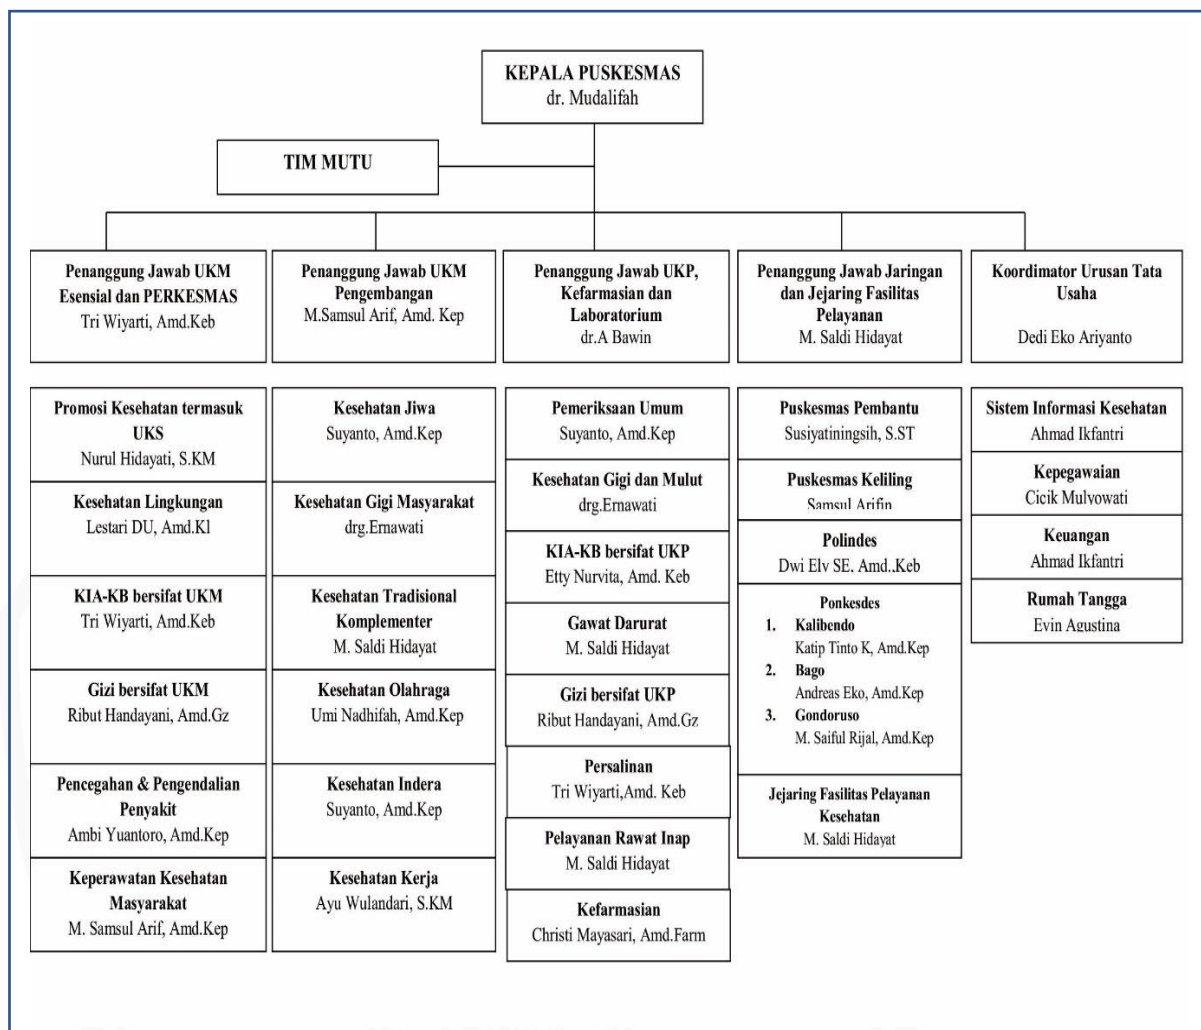 KEPALA PUSKESMAS
dr. Mudalifah
TIM MUTU
Penanggung Jawab UKM
Esensial dan PERKESMAS
Tri Wiyarti, Amd.Keb
Penanggung Jawab UKM
Pengembangan
M.Samsul Arif, Amd. Kep
Penanggung Jawab UKP,
Kefarmasian dan
Laboratorium
dr.A Bawin
Penanggung Jawab Jaringan
dan Jejaring Fasilitas
Pelayanan
M. Saldi Hidayat
Koordimator Urusan Tata
Usaha
Dedi Eko Ariyanto
Promosi Kesehatan termasuk
UKS
Nurul Hidayati, S.KM
Kesehatan Lingkungan
Lestari DU, Amd.Kl
KIA-KB bersifat UKM
Tri Wiyarti, Amd.Keb
Gizi bersifat UKM
Ribut Handayani, Amd.Gz
Pencegahan & Pengendalian
Penyakit
Ambi Yuantoro, Amd.Kep
Keperawatan Kesehatan
Masyarakat
M. Samsul Arif, Amd.Kep
Kesehatan Jiwa
Suyanto, Amd.Kep
Kesehatan Gigi Masyarakat
drg.Ernawati
Kesehatan Tradisional
Komplementer
M. Saldi Hidayat
Kesehatan Olahraga
Umi Nadhifah, Amd.Kep
Kesehatan Indera
Suyanto, Amd.Kep
Kesehatan Kerja
Ayu Wulandari, S.KM
Pemeriksaan Umum
Suyanto, Amd.Kep
Kesehatan Gigi dan Mulut
drg.Ernawati
KIA-KB bersifat UKP
Etty Nurvita, Amd. Keb
Gawat Darurat
M. Saldi Hidayat
Gizi bersifat UKP
Ribut Handayani, Amd.Gz
Persalinan
Tri Wiyarti,Amd. Keb
Pelayanan Rawat Inap
M. Saldi Hidayat
Kefarmasian
Christi Mayasari, Amd.Farm
Puskesmas Pembantu
Susiyatiningsih, S.ST
Puskesmas Keliling
Samsul Arifin
Polindes
Dwi Ely SE, Amd..Keb
Ponkesdes
1. Kalibendo
Katip Tinto K, Amd.Kep
2. Bago
Andreas Eko, Amd.Kep
3. Gondoruso
M. Saiful Rijal, Amd.Kep
Jejaring Fasilitas Pelayanan
Kesehatan
M. Saldi Hidayat
Sistem Informasi Kesehatan
Ahmad Ikfantri
Kepegawaian
Cicik Mulyowati
Keuangan
Ahmad Ikfantri
Rumah Tangga
Evin Agustina